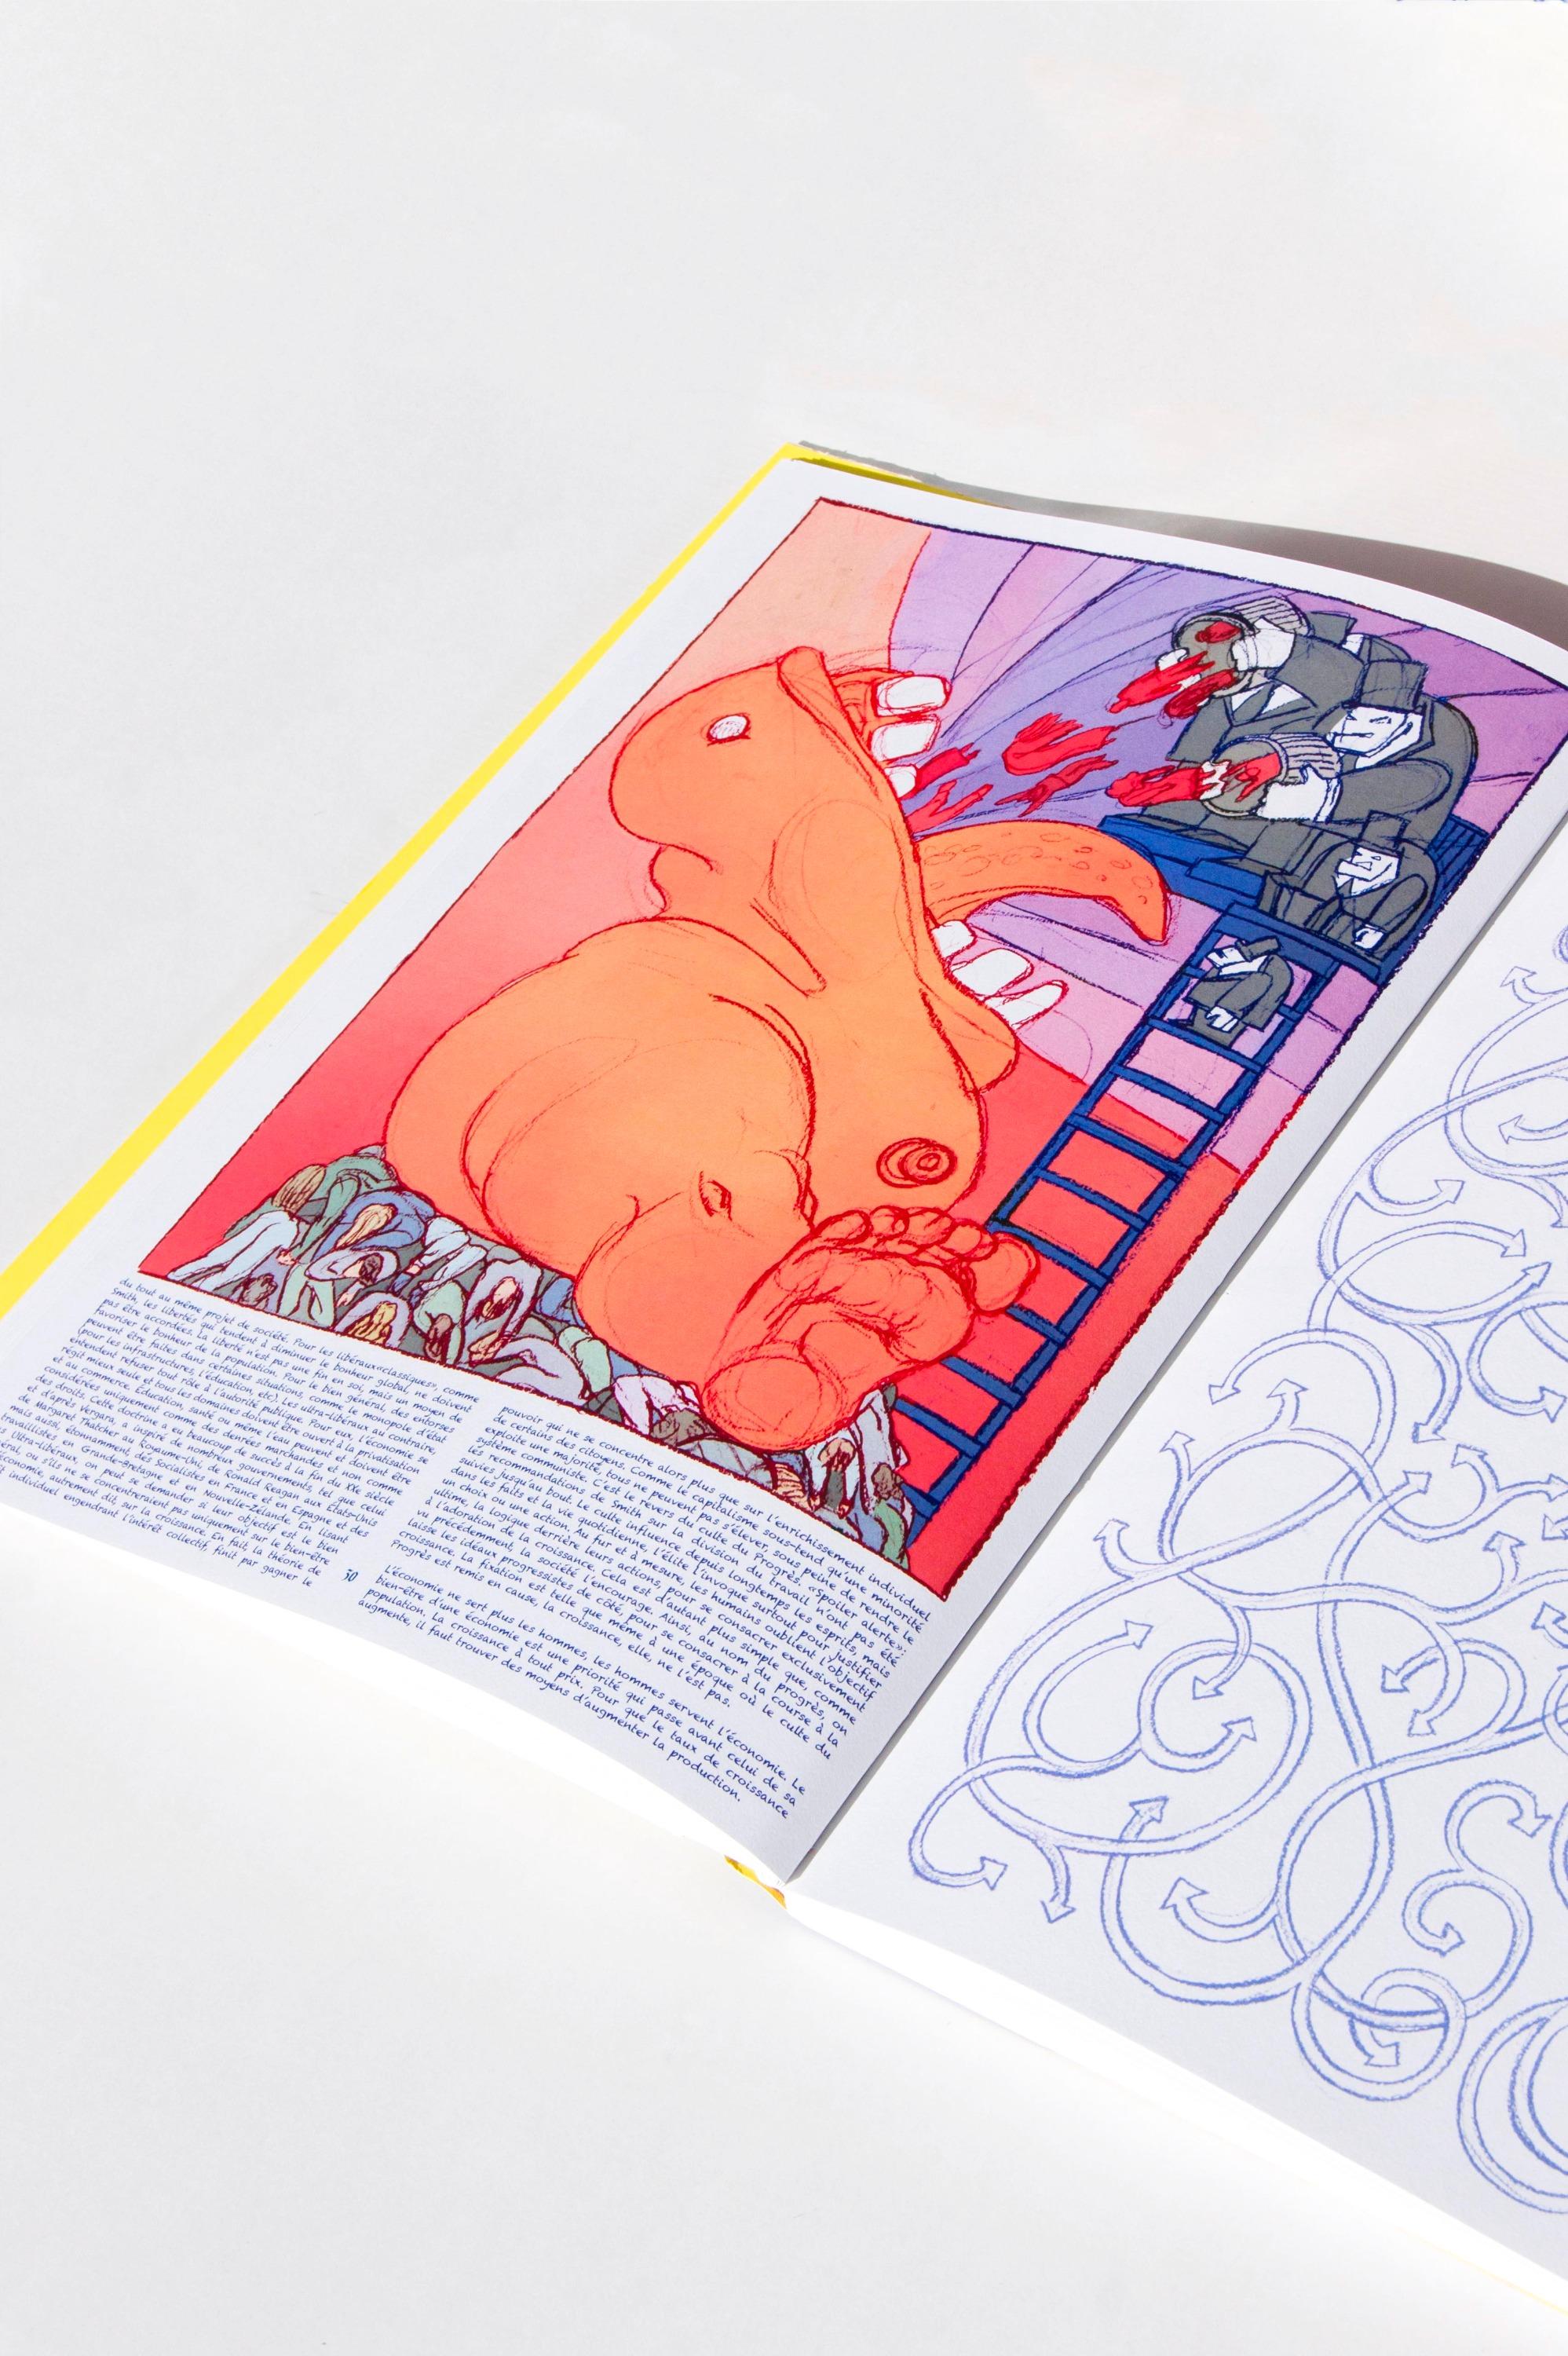 du tout au même projet de société. Pour les libéraux «classiques», comme
Smith, les libertés qui tendent à diminuer le bonheur global, ne doivent
pas être accordées. La liberté n'est pas une fin en soi, mais un moyen de
favoriser le bonheur de la population. Pour le bien général, des entorses
peuvent être faites dans certaines situations, comme le monopole d'état
(pour les infrastructures, l'éducation, etc). Les ultra-libéraux au contraire,
entendent refuser tout rôle à l'autorité publique. Pour eux, l'économie se
régit mieux seule et tous les domaines doivent être ouvert à la privatisation
et au commerce. Éducation, santé ou même l'eau peuvent et doivent être
considérées uniquement comme des denrées marchandes et non comme
des droits. Cette doctrine a eu beaucoup de succès à la fin du XXe siècle
et d'après Vergara, a inspiré de nombreux gouvernements, tel que celui
de Margaret Thatcher au Royaume-Uni, de Ronald Reagan aux États-Unis
mais aussi, étonnamment, des Socialistes en France et en Espagne et des
travaillistes en Grande-Bretagne et en Nouvelle-Zélande. En lisant
Ultra-libéraux, on peut se demander si leur objectif est le bien
ou s'ils ne se concentreraient pas uniquement sur le bien-être
économie, autrement dit, sur la croissance. En fait, la théorie de
individuel engendrait l'intérêt collectif, finit par gagner le
30
pouvoir qui ne se concentre alors plus que sur l'enrichissement individuel
de certains des citoyens. Comme le capitalisme sous-tend qu'une minorité
exploite une majorité, tous ne peuvent pas s'élever, sous peine de rendre le
système communiste. C'est le revers du culte du Progrès. «Spoiler alerte»:
les recommandations de Smith sur la division du travail n'ont pas été
suivies jusqu'au bout. Le culte influence depuis longtemps les esprits, mais
dans les faits et la vie quotidienne, l'élite l'invoque surtout pour justifier
un choix ou une action. Au fur et à mesure, les humains oublient l'objectif
ultime, la logique derrière leurs actions, pour se consacrer exclusivement
à l'adoration de la croissance. Cela est d'autant plus simple que, comme
vu précédemment, la société l'encourage. Ainsi, au nom du progrès, on
laisse les idéaux progressistes de côté, pour se consacrer à la course à la
croissance. La fixation est telle que même à une époque où le culte du
Progrès est remis en cause, la croissance, elle, ne l'est pas.
L'économie ne sert plus les hommes, les hommes servent l'économie. Le
bien-être d'une économie est une priorité qui passe avant celui de sa
population. La croissance à tout prix. Pour que le taux de croissance
augmente, il faut trouver des moyens d'augmenter la production.